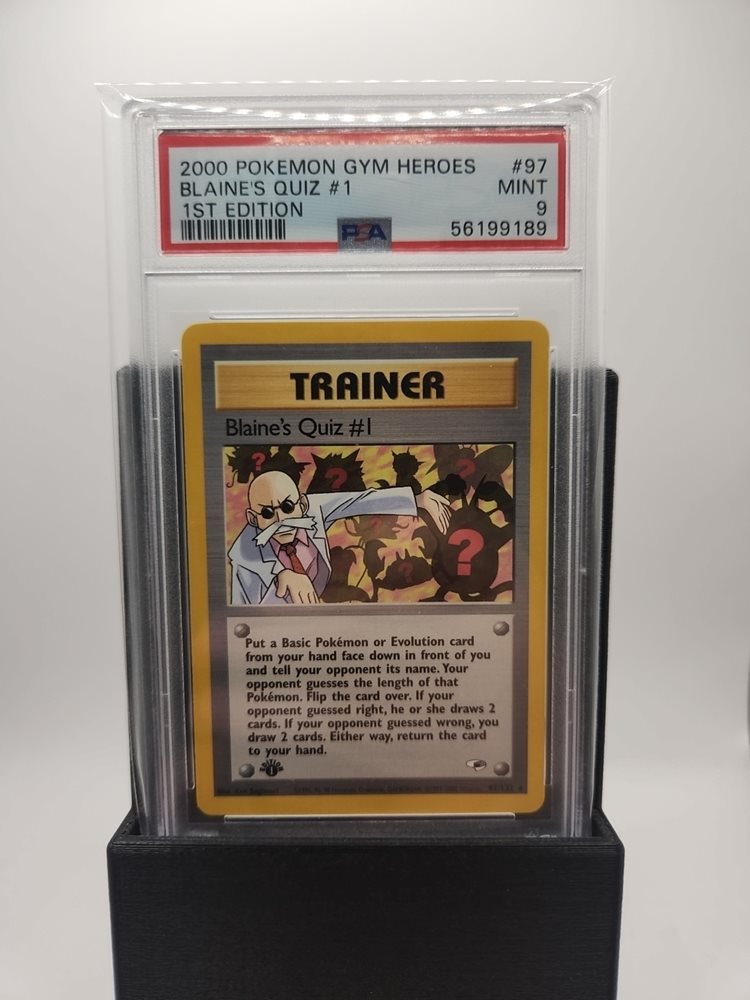 2000 POKEMON GYM HEROES #97
BLAINE'S QUIZ #1 MINT
1ST EDITION 9
PSA 56199189
TRAINER
Blaine's Quiz #1
?
?
?
?
?
Put a Basic Pokémon or Evolution card
from your hand face down in front of you
and tell your opponent its name. Your
opponent guesses the length of that
Pokémon. Flip the card over. If your
opponent guessed right, he or she draws 2
cards. If your opponent guessed wrong, you
draw 2 cards. Either way, return the card
to your hand.
1